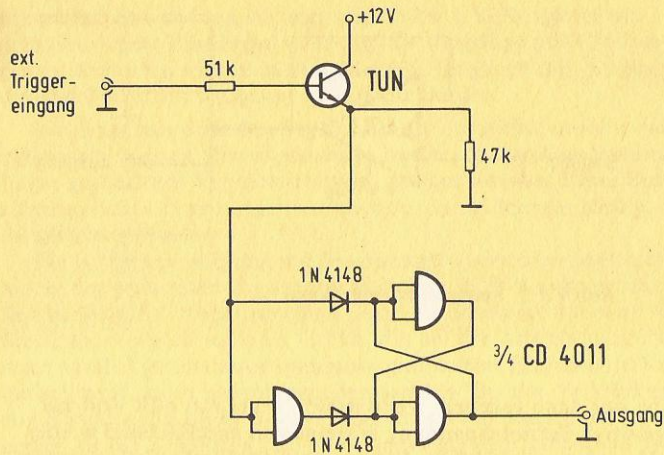 +12V
ext.
Trigger-
eingang
51k
TUN
47k
1N4148
¾ CD 4011
1N4148
Ausgang